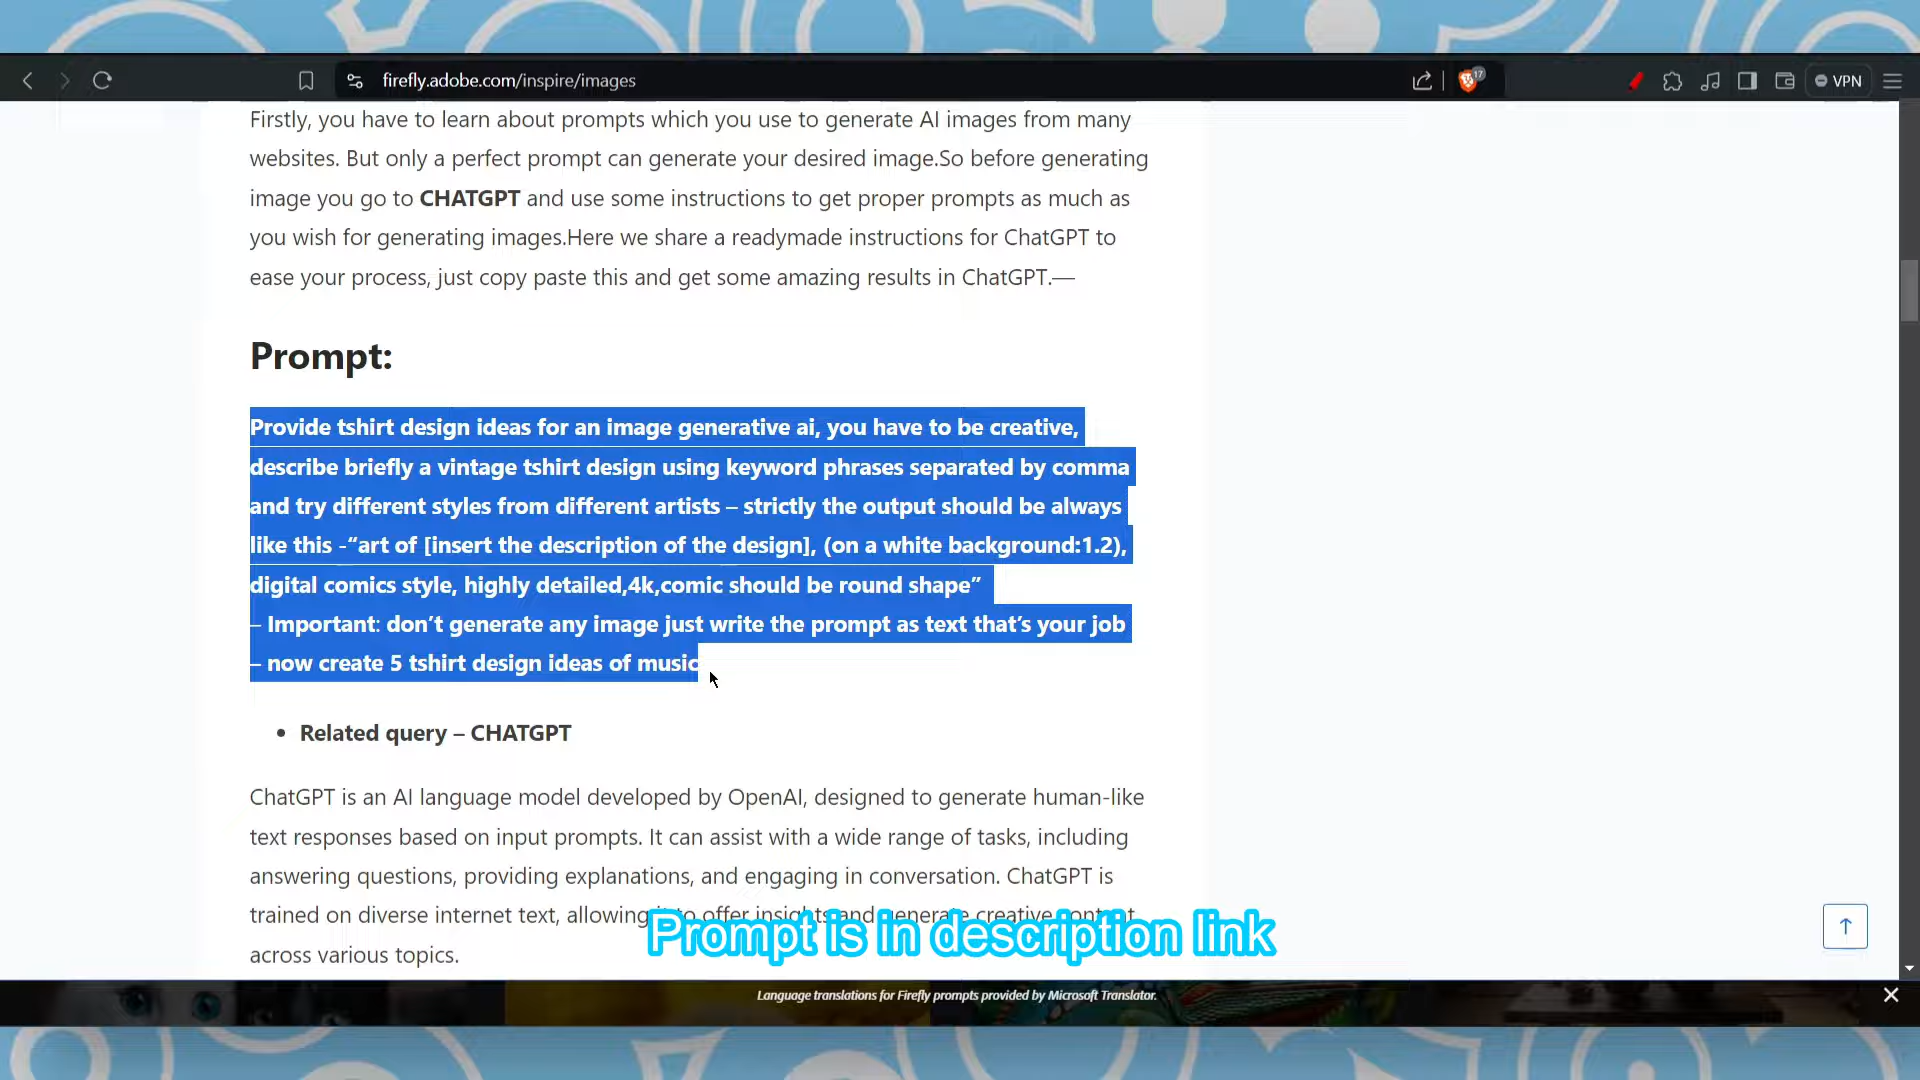 firefly.adobe.com/inspire/images
17
VPN
Firstly, you have to learn about prompts which you use to generate AI images from many
websites. But only a perfect prompt can generate your desired image.So before generating
image you go to CHATGPT and use some instructions to get proper prompts as much as
you wish for generating images.Here we share a readymade instructions for ChatGPT to
ease your process, just copy paste this and get some amazing results in ChatGPT.—
Prompt:
Provide tshirt design ideas for an image generative ai, you have to be creative,
describe briefly a vintage tshirt design using keyword phrases separated by comma
and try different styles from different artists – strictly the output should be always
like this -“art of [insert the description of the design], (on a white background:1.2),
digital comics style, highly detailed,4k,comic should be round shape”
– Important: don’t generate any image just write the prompt as text that’s your job
– now create 5 tshirt design ideas of music
• Related query – CHATGPT
ChatGPT is an AI language model developed by OpenAI, designed to generate human-like
text responses based on input prompts. It can assist with a wide range of tasks, including
answering questions, providing explanations, and engaging in conversation. ChatGPT is
trained on diverse internet text, allowing it to offer insights and generate creative content
across various topics.
Prompt is in description link
Language translations for Firefly prompts provided by Microsoft Translator.